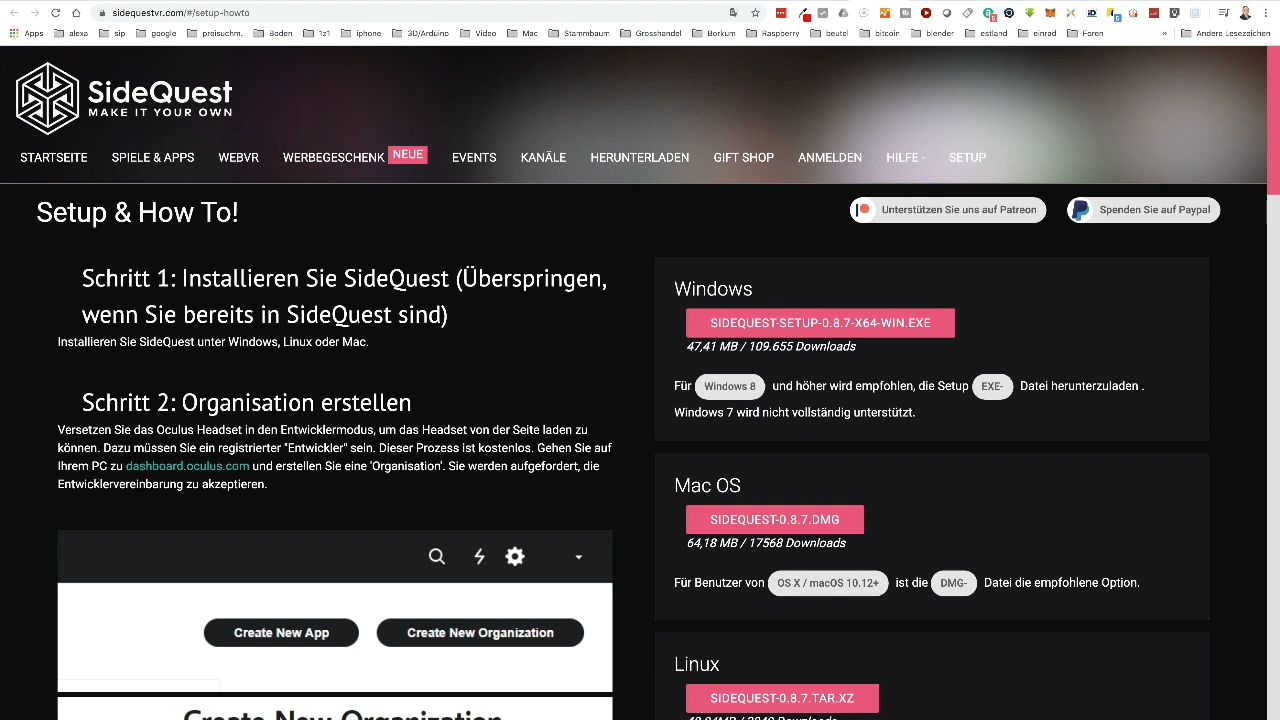 sidequestvr.com/#/setup-howto
Apps alexa sip google preisuchm. Boden 1z1 iphone 3D/Arduino Video Mac Stammbaum Grosshandel Borkum Raspberry beutel bitcoin blender estland einrad Foren » Andere Lesezeichen
SideQuest
MAKE IT YOUR OWN
STARTSEITE SPIELE & APPS WEBVR WERBEGESCHENK NEUE EVENTS KANÄLE HERUNTERLADEN GIFT SHOP ANMELDEN HILFE SETUP
Setup & How To!
Unterstützen Sie uns auf Patreon
Spenden Sie auf Paypal
Schritt 1: Installieren Sie SideQuest (Überspringen,
wenn Sie bereits in SideQuest sind)
Installieren Sie SideQuest unter Windows, Linux oder Mac.
Schritt 2: Organisation erstellen
Versetzen Sie das Oculus Headset in den Entwicklermodus, um das Headset von der Seite laden zu
können. Dazu müssen Sie ein registrierter "Entwickler" sein. Dieser Prozess ist kostenlos. Gehen Sie auf
Ihrem PC zu dashboard.oculus.com und erstellen Sie eine 'Organisation'. Sie werden aufgefordert, die
Entwicklervereinbarung zu akzeptieren.
Create New App
Create New Organization
Create New Organization
Windows
SIDEQUEST-SETUP-0.8.7-X64-WIN.EXE
47,41 MB / 109.655 Downloads
Für Windows 8 und höher wird empfohlen, die Setup EXE- Datei herunterzuladen .
Windows 7 wird nicht vollständig unterstützt.
Mac OS
SIDEQUEST-0.8.7.DMG
64,18 MB / 17568 Downloads
Für Benutzer von OS X / macOS 10.12+ ist die DMG- Datei die empfohlene Option.
Linux
SIDEQUEST-0.8.7.TAR.XZ